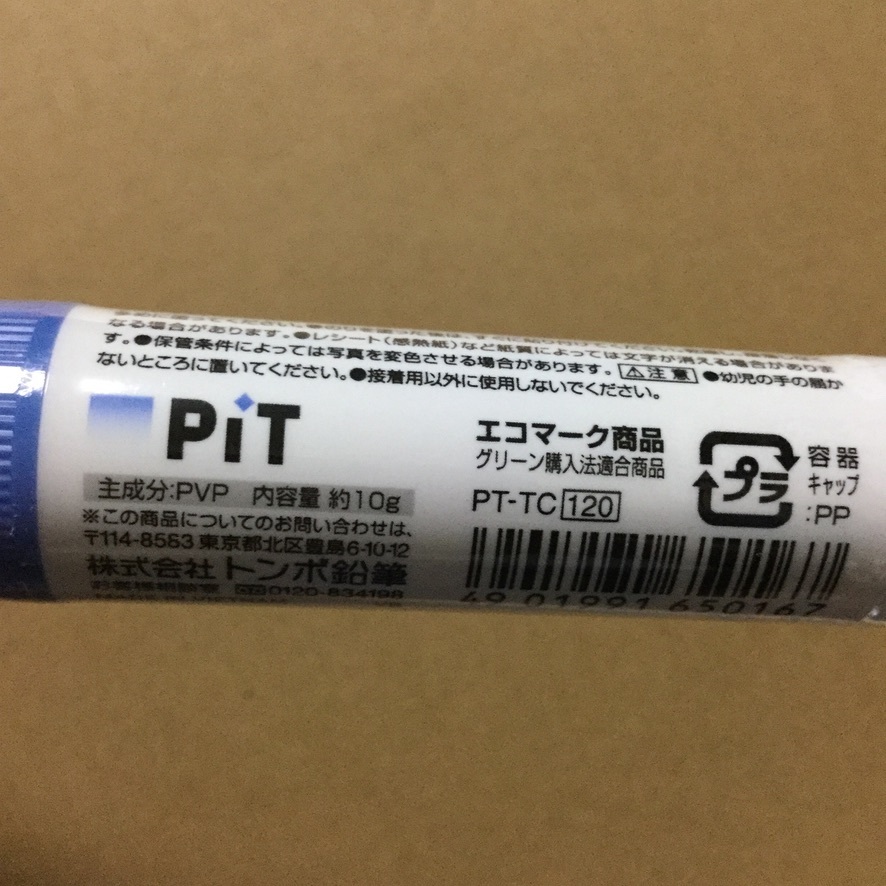 なる場合があります。●レシート(感熱紙)など紙質によっては文字が消える場合がありま
す。●保管条件によっては写真を変色させる場合があります。⚠注意 ●幼児の手の届か
ないところに置いてください。●接着用以外に使用しないでください。
PiT
主成分:PVP 内容量 約10g
※この商品についてのお問い合わせは、
〒114-8583 東京都北区豊島6-10-12
株式会社 トンボ鉛筆
お客様相談室 0120-834198
エコマーク商品
グリーン購入法適合商品
PT-TC 120
4901991 650167
プラ
容器
キャップ
:PP